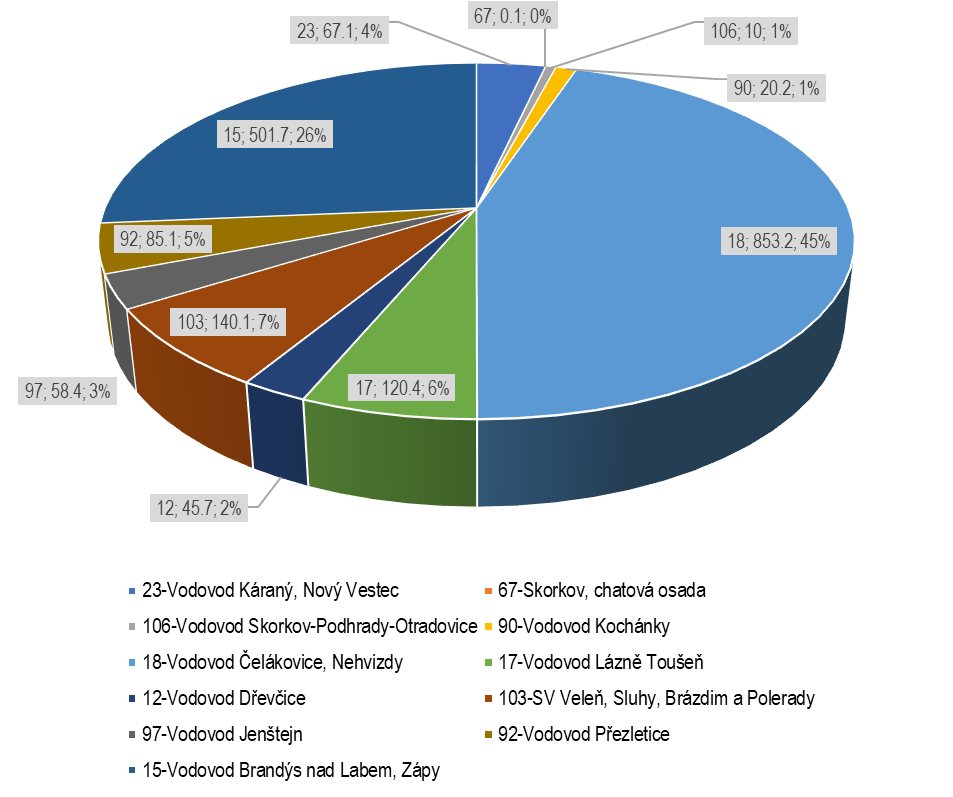 67; 0.1; 0%
23; 67.1; 4%
106; 10; 1%
90; 20.2; 1%
15; 501.7; 26%
92; 85.1; 5%
18; 853.2; 45%
103; 140.1; 7%
97; 58.4; 3%
17; 120.4; 6%
12; 45.7; 2%
23-Vodovod Káraný, Nový Vestec
67-Skorkov, chatová osada
106-Vodovod Skorkov-Podhrady-Otradovice
90-Vodovod Kochánky
18-Vodovod Čelákovice, Nehvizdy
17-Vodovod Lázně Toušeň
12-Vodovod Dřevčice
103-SV Veleň, Sluhy, Brázdim a Polerady
97-Vodovod Jenštejn
92-Vodovod Přezletice
15-Vodovod Brandýs nad Labem, Zápy